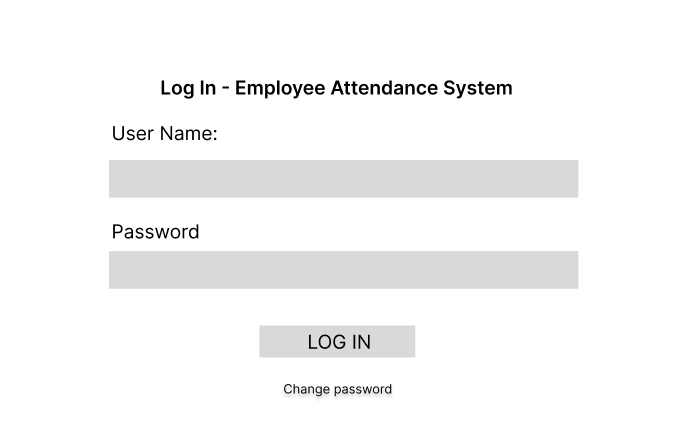 Log In - Employee Attendance System
User Name:
Password
LOG IN
Change password